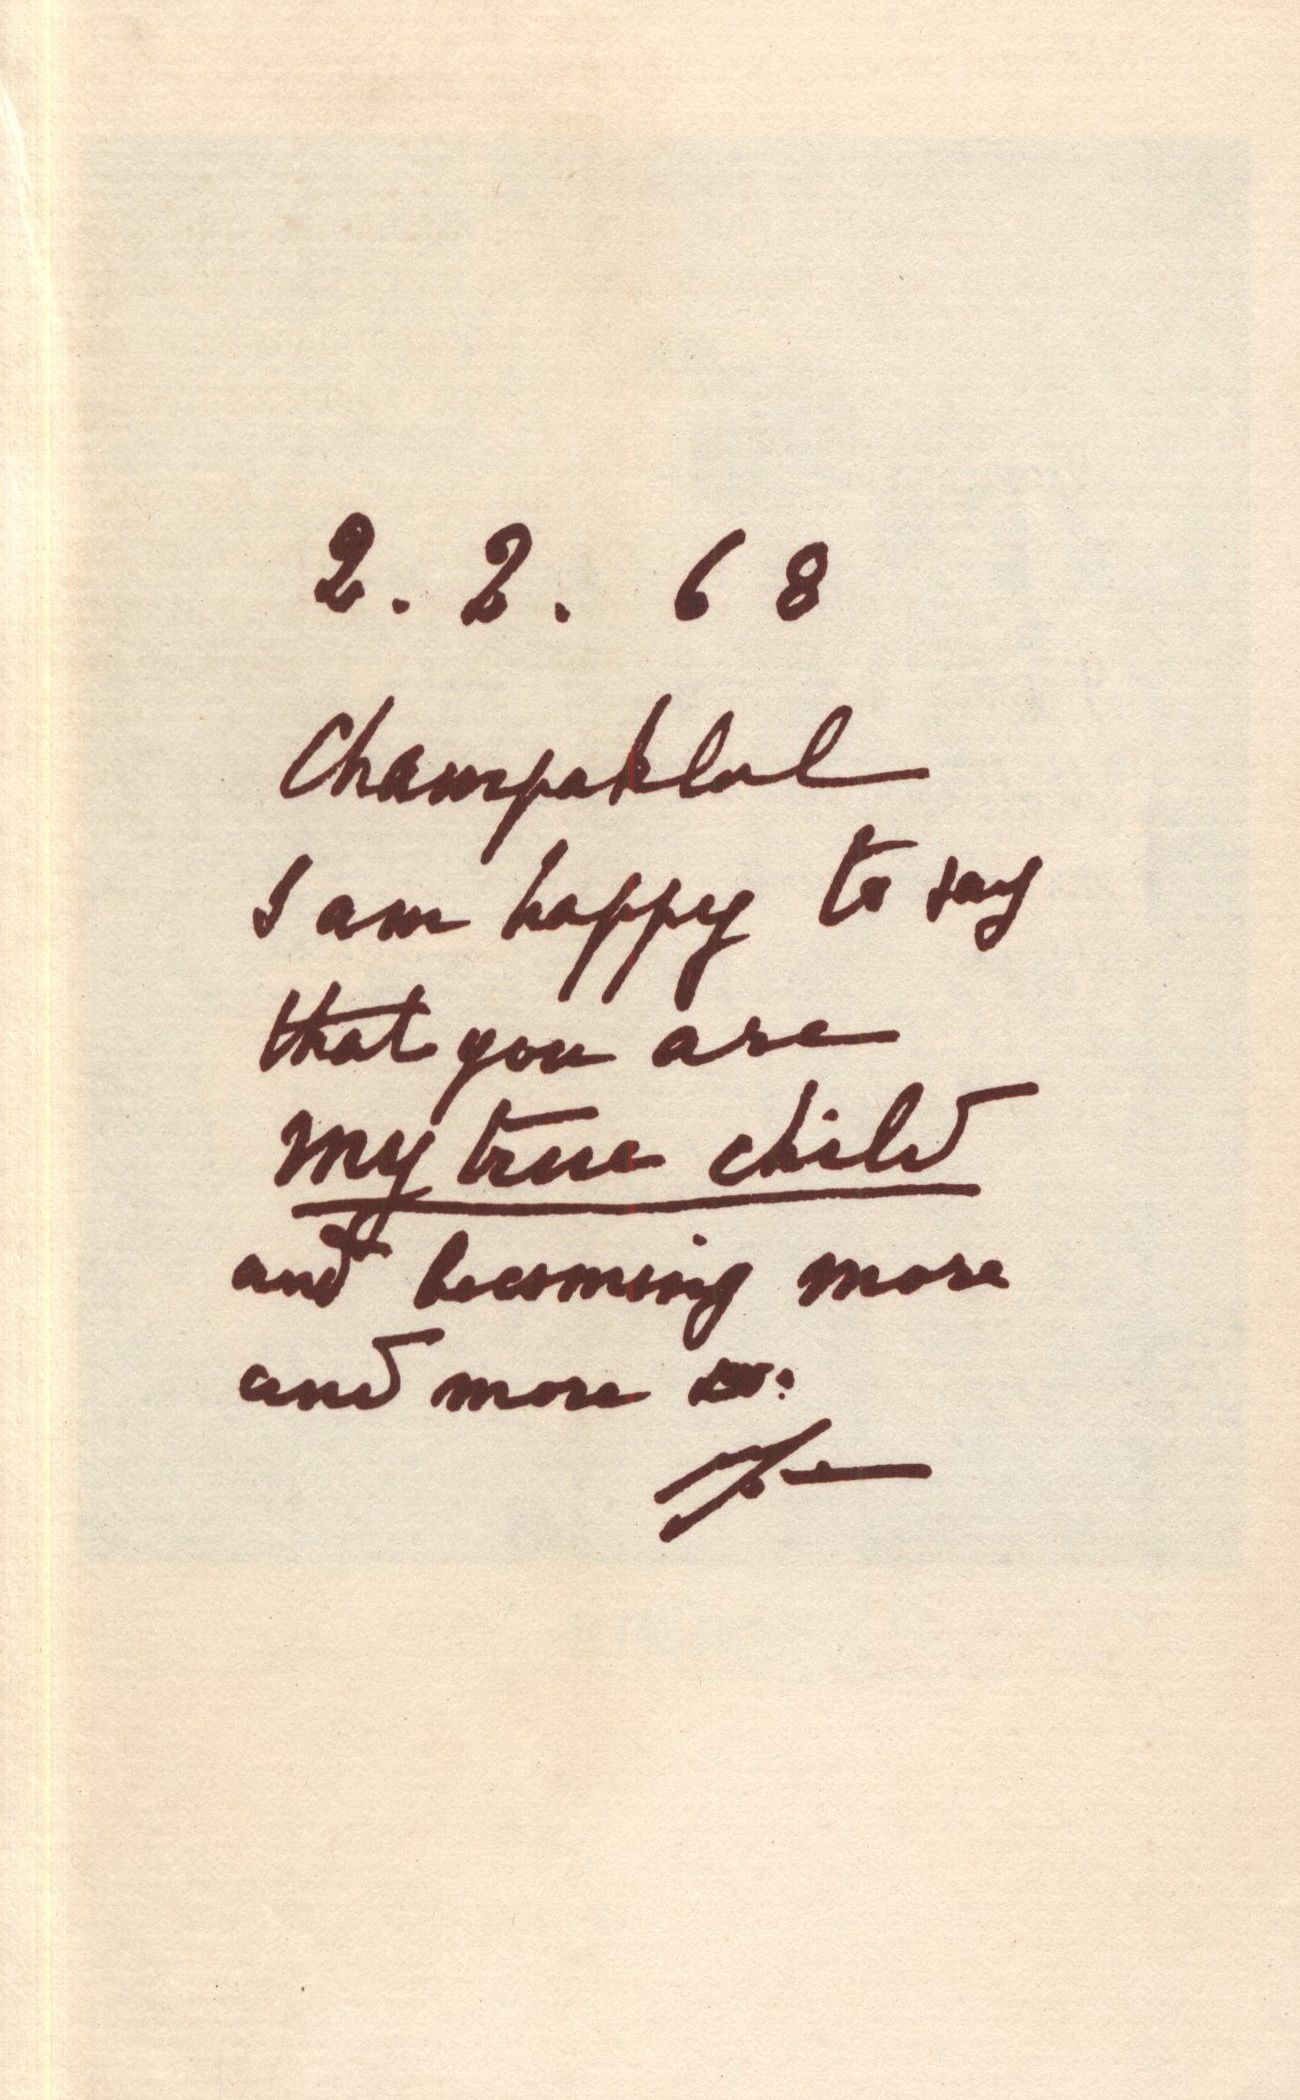 2.2.68
Champaklal
I am happy to say
that you are
my true child
and becoming more
and more so.